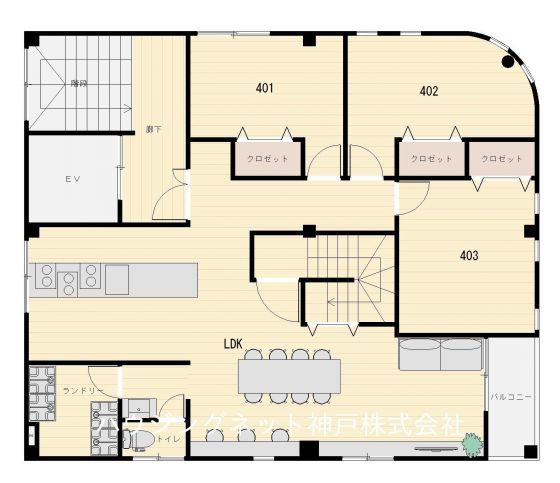 階段
401
402
廊下
クロゼット
クロゼット
クロゼット
EV
403
LDK
ランドリー
バルコニー
トイレ
ハウジングネット神戸株式会社